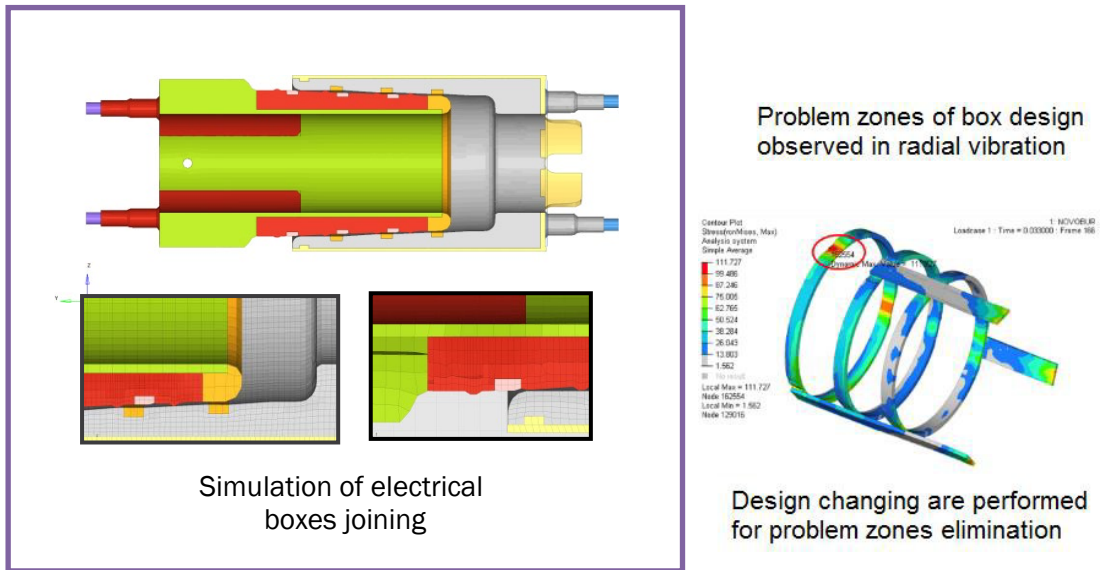 Simulation of electrical
boxes joining
Z
Y
Problem zones of box design
observed in radial vibration
Contour Plot
Stress(vonMises, Max)
Analysis system
Simple Average
111.727
99.486
87.246
75.005
62.765
50.524
38.284
26.043
13.803
1.562
No result
Local Max = 111.727
Node 162554
Local Min = 1.562
Node 129016
1: NOVOBUR
Loadcase 1 : Time = 0.033000 : Frame 166
162554
Dynamic Max
Design changing are performed
for problem zones elimination